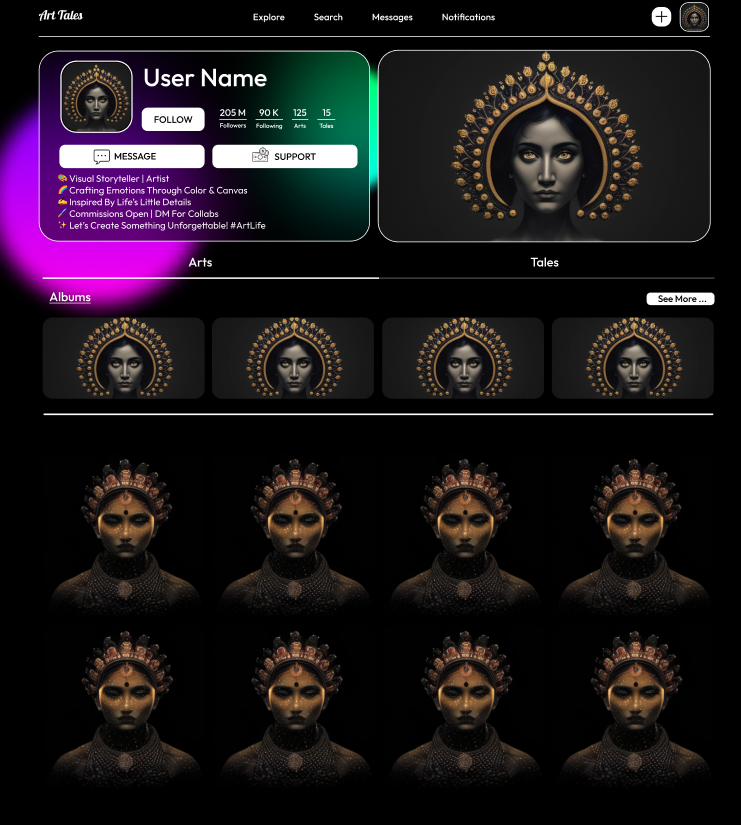 Art Tales
Explore Search Messages Notifications
User Name
FOLLOW
205 M 90 K 125 15
Followers Following Arts Tales
MESSAGE SUPPORT
Visual Storyteller | Artist
Crafting Emotions Through Color & Canvas
Inspired By Life's Little Details
Commissions Open | DM For Collabs
Let's Create Something Unforgettable! #ArtLife
Arts Tales
Albums See More ...